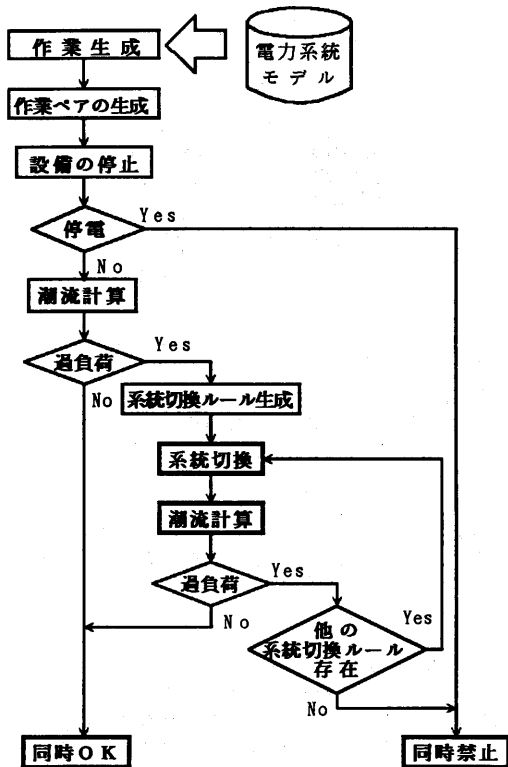 作業生成
電力系統
モデル
作業ペアの生成
設備の停止
停電
Yes
No
潮流計算
過負荷
Yes
No
系統切換ルール生成
系統切換
潮流計算
過負荷
Yes
No
他の
系統切換ルール
存在
Yes
No
同時OK
同時禁止